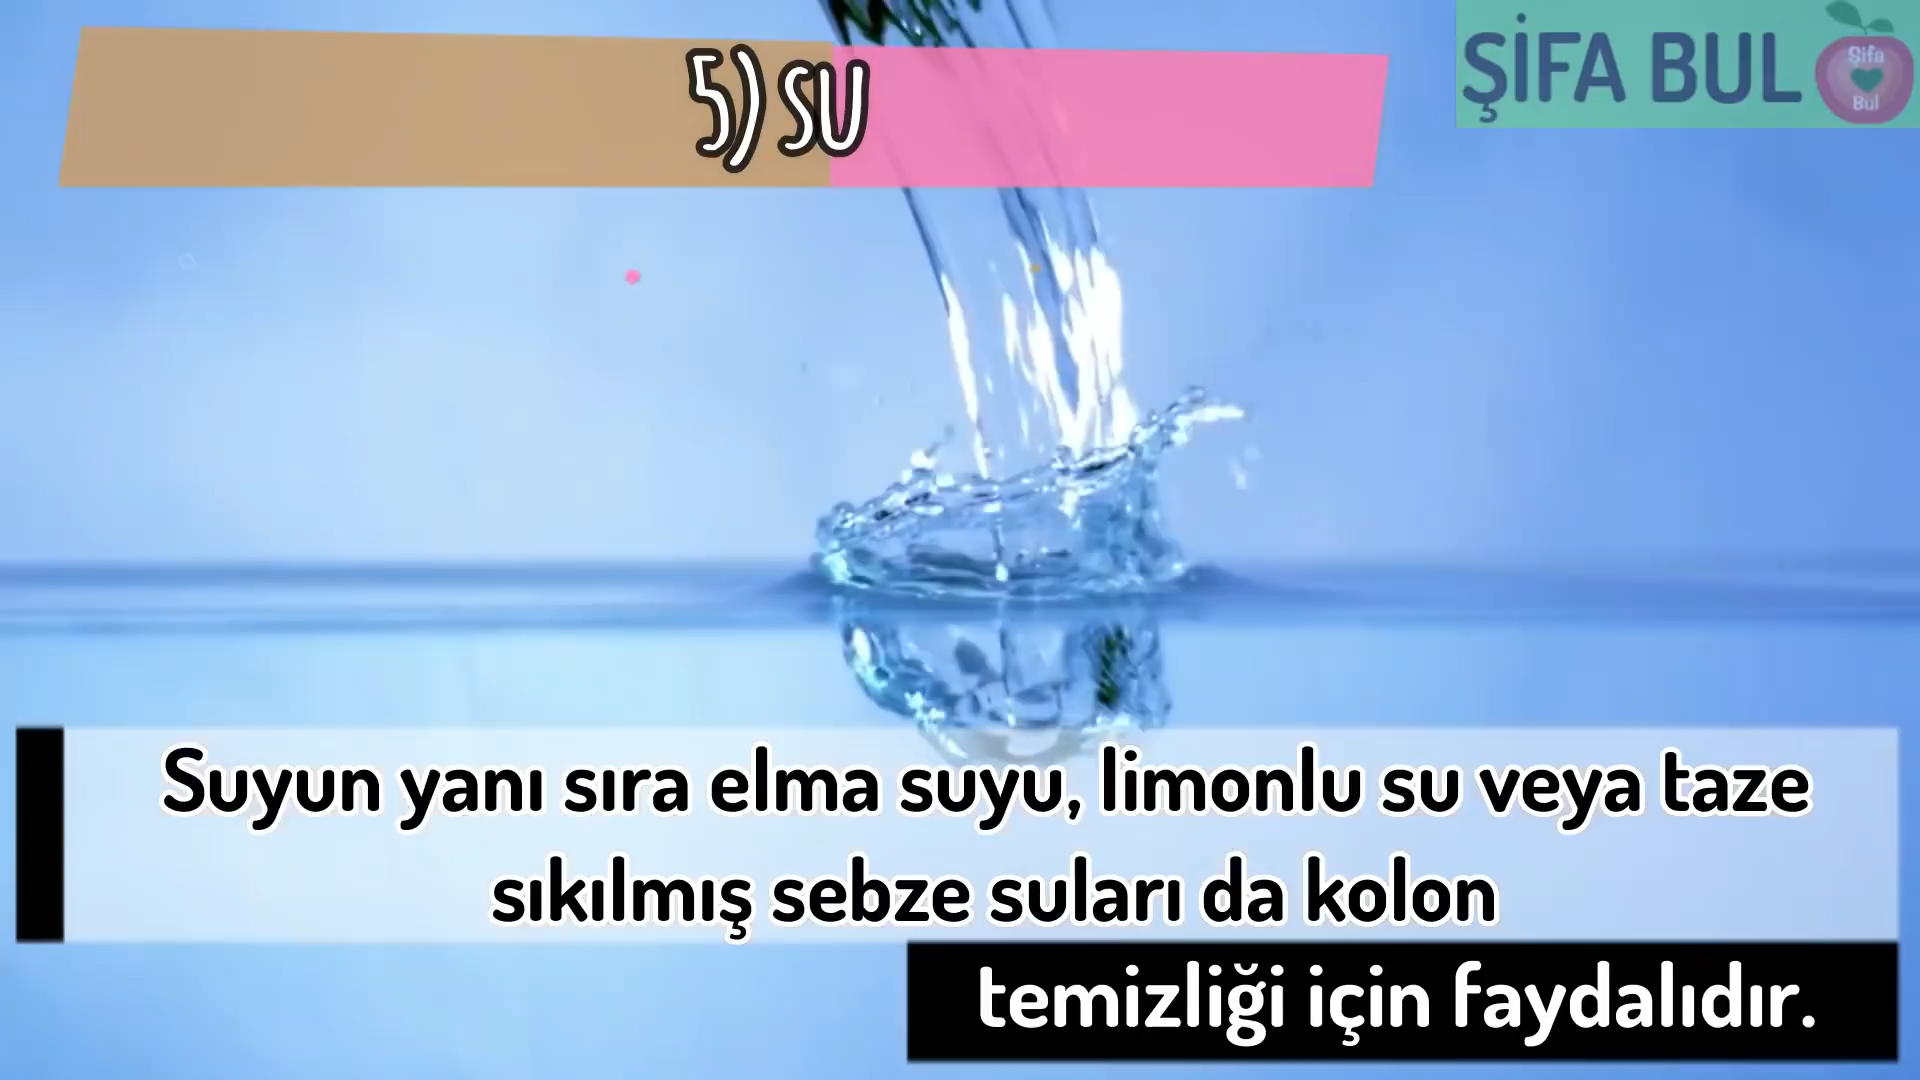 5) SU
ŞİFA BUL
Şifa
Bul
Suyun yanı sıra elma suyu, limonlu su veya taze
sıkılmış sebze suları da kolon
temizliği için faydalıdır.